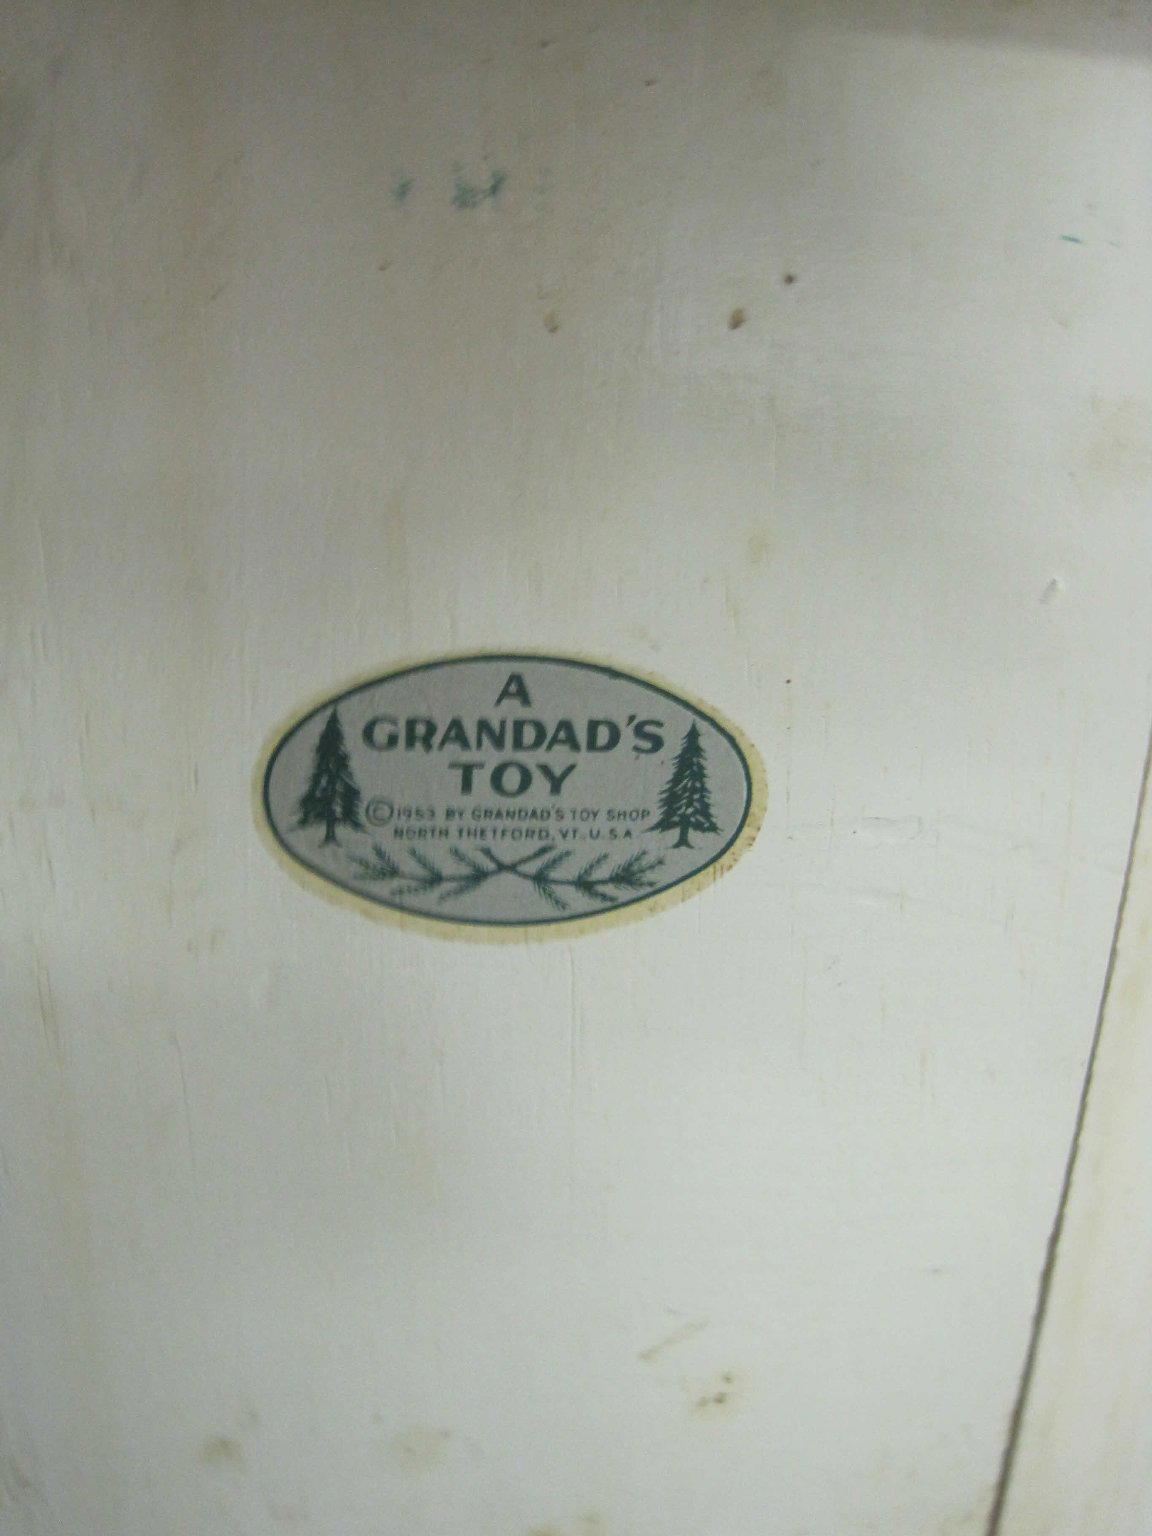 A
GRANDAD'S
TOY
©1953 BY GRANDAD'S TOY SHOP
NORTH THETFORD, VT. U.S.A.